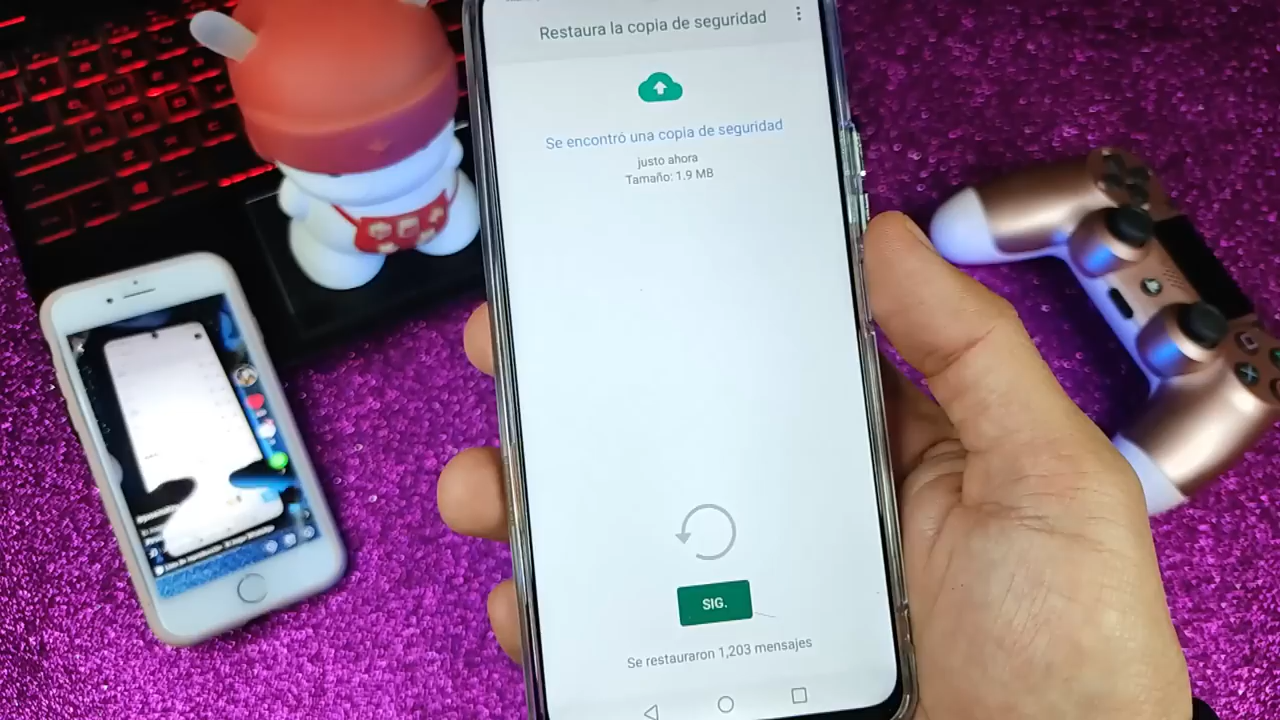 Restaura la copia de seguridad
Se encontró una copia de seguridad
justo ahora
Tamaño: 1.9 MB
SIG.
Se restauraron 1,203 mensajes